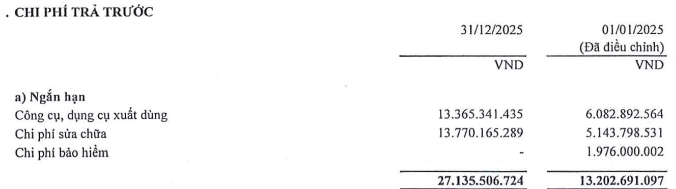 . CHI PHÍ TRẢ TRƯỚC
31/12/2025 01/01/2025
(Đã điều chỉnh)
VND VND
a) Ngắn hạn
Công cụ, dụng cụ xuất dùng 13.365.341.435 6.082.892.564
Chi phí sửa chữa 13.770.165.289 5.143.798.531
Chi phí bảo hiểm - 1.976.000.002
27.135.506.724 13.202.691.097